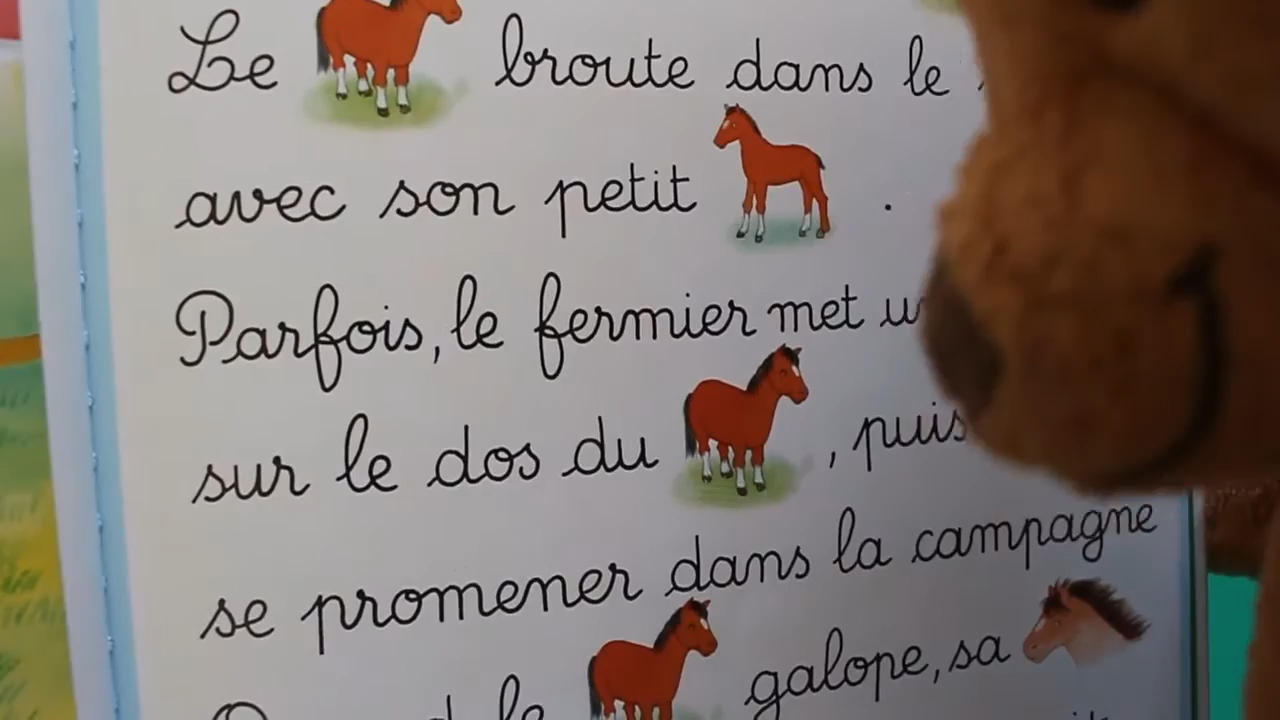 Le broute dans le
avec son petit .
Parfois, le fermier met
sur le dos du , puis
se promener dans la campagne
le galope, sa